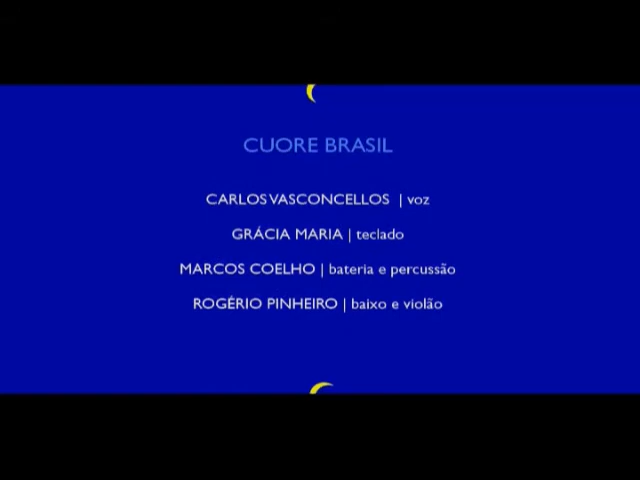 CUORE BRASIL
CARLOS VASCONCELLOS | voz
GRÁCIA MARIA | teclado
MARCOS COELHO | bateria e percussão
ROGÉRIO PINHEIRO | baixo e violão